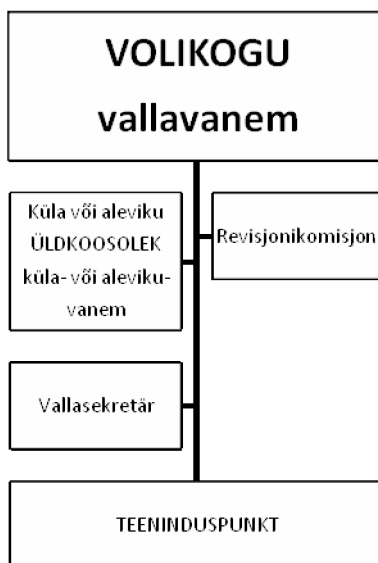 VOLIKOGU
vallavanem
Küla või aleviku
ÜLDKOOSOLEK
küla- või aleviku-
vanem
Revisjonikomisjon
Vallasekretär
TEENINDUSPUNKT